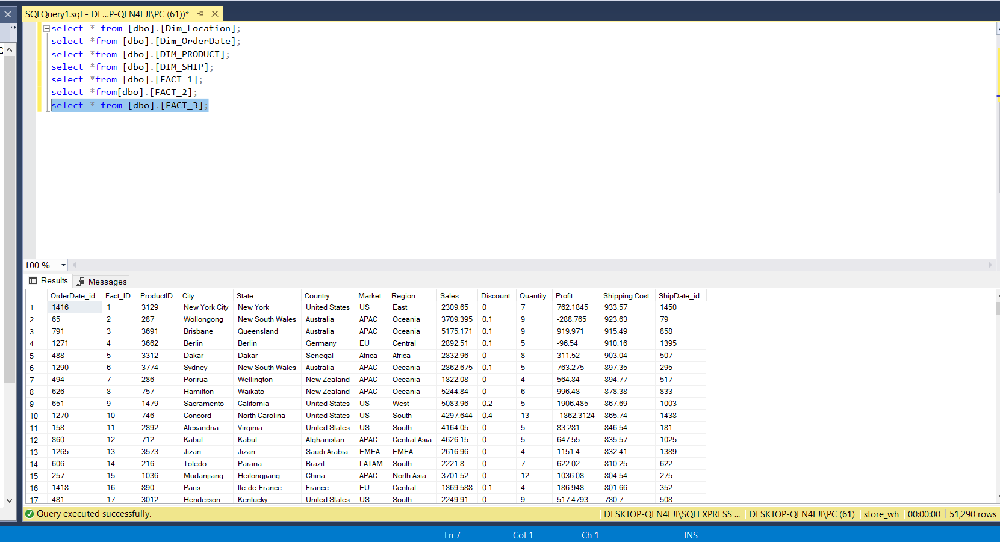 SQLQuery1.sql - DE...P-QEN4LJI\PC (61))*
select * from [dbo].[Dim_Location];
select *from [dbo].[Dim_OrderDate];
select *from [dbo].[DIM_PRODUCT];
select *from [dbo].[DIM_SHIP];
select *from [dbo].[FACT_1];
select *from[dbo].[FACT_2];
select * from [dbo].[FACT_3];
100 %
Results Messages
OrderDate_id Fact_ID ProductID City State Country Market Region Sales Discount Quantity Profit Shipping Cost ShipDate_id
1 1416 1 3129 New York City New York United States US East 2309.65 0 7 762.1845 933.57 1450
2 65 2 287 Wollongong New South Wales Australia APAC Oceania 3709.395 0.1 9 -288.765 923.63 79
3 791 3 3691 Brisbane Queensland Australia APAC Oceania 5175.171 0.1 9 919.971 915.49 858
4 1271 4 3662 Berlin Berlin Germany EU Central 2892.51 0.1 5 -96.54 910.16 1395
5 488 5 3312 Dakar Dakar Senegal Africa Africa 2832.96 0 8 311.52 903.04 507
6 1290 6 3774 Sydney New South Wales Australia APAC Oceania 2862.675 0.1 5 763.275 897.35 295
7 494 7 286 Porirua Wellington New Zealand APAC Oceania 1822.08 0 4 564.84 894.77 517
8 626 8 757 Hamilton Waikato New Zealand APAC Oceania 5244.84 0 6 996.48 878.38 833
9 651 9 1479 Sacramento California United States US West 5083.96 0.2 5 1906.485 867.69 1003
10 1270 10 746 Concord North Carolina United States US South 4297.644 0.4 13 -1862.3124 865.74 1438
11 158 11 2892 Alexandria Virginia United States US South 4164.05 0 5 83.281 846.54 181
12 860 12 712 Kabul Kabul Afghanistan APAC Central Asia 4626.15 0 5 647.55 835.57 1025
13 1265 13 3573 Jizan Jizan Saudi Arabia EMEA EMEA 2616.96 0 4 1151.4 832.41 1389
14 606 14 216 Toledo Parana Brazil LATAM South 2221.8 0 7 622.02 810.25 622
15 257 15 1036 Mudanjiang Heilongjiang China APAC North Asia 3701.52 0 12 1036.08 804.54 275
16 1418 16 890 Paris Ile-de-France France EU Central 1869.588 0.1 4 186.948 801.66 352
17 481 17 3012 Henderson Kentucky United States US South 2249.91 0 9 517.4793 780.7 508
Query executed successfully. DESKTOP-QEN4LJI\SQLEXPRESS ... DESKTOP-QEN4LJI\PC (61) store_wh 00:00:00 51,290 rows
Ln 7 Col 1 Ch 1 INS